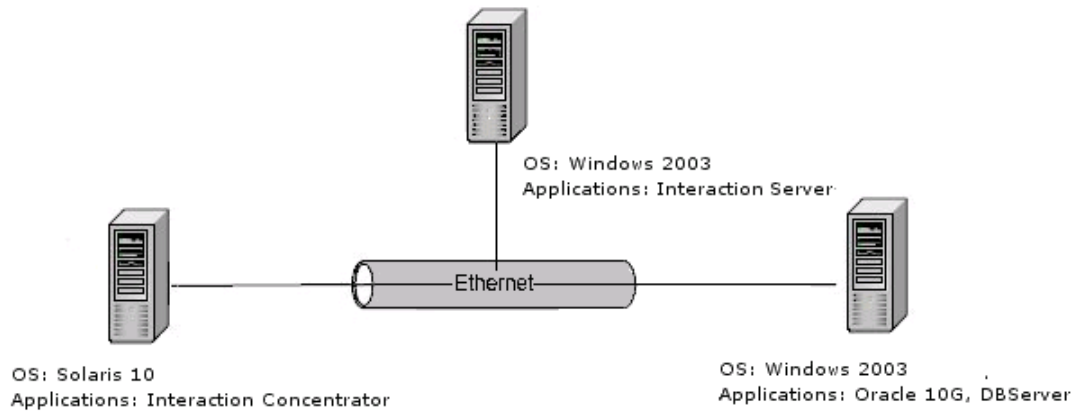 OS: Windows 2003
Applications: Interaction Server
Ethernet
OS: Solaris 10
Applications: Interaction Concentrator
OS: Windows 2003
Applications: Oracle 10G, DBServer